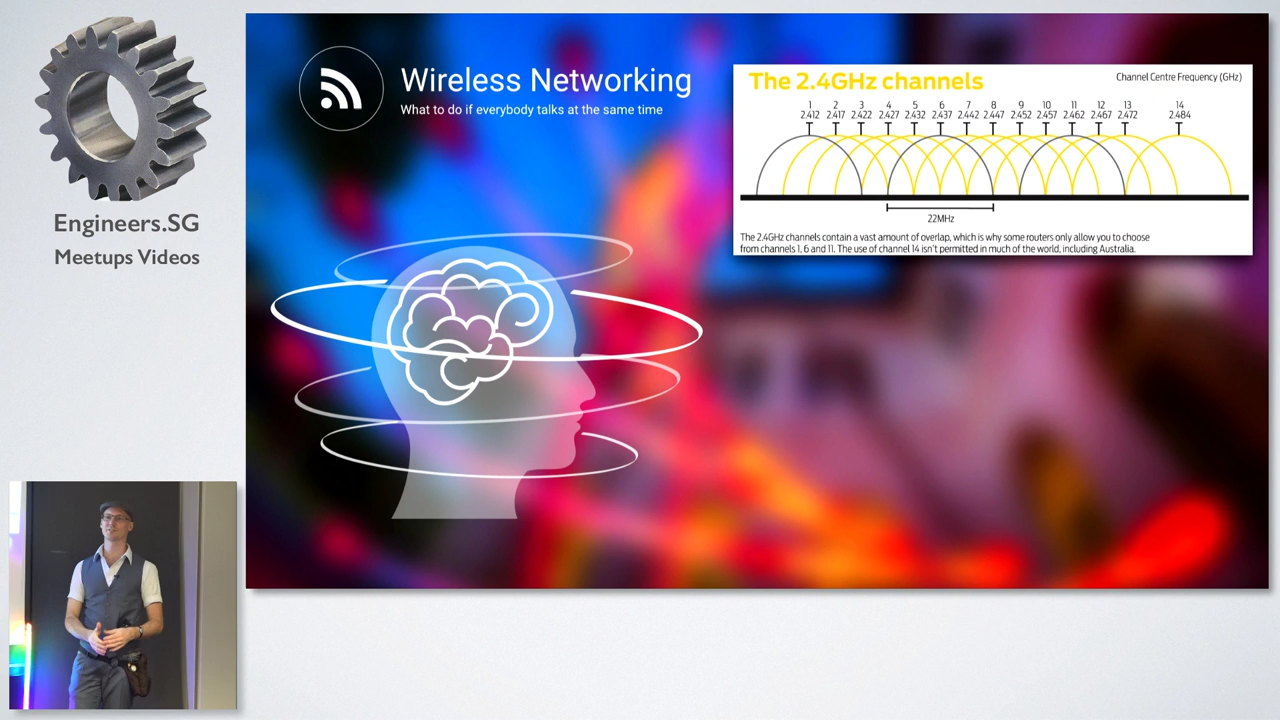 Engineers.SG
Meetups Videos
Wireless Networking
What to do if everybody talks at the same time
The 2.4GHz channels
Channel Centre Frequency (GHz)
1 2 3 4 5 6 7 8 9 10 11 12 13 14
2.412 2.417 2.422 2.427 2.432 2.437 2.442 2.447 2.452 2.457 2.462 2.467 2.472 2.484
22MHz
The 2.4GHz channels contain a vast amount of overlap, which is why some routers only allow you to choose
from channels 1, 6 and 11. The use of channel 14 isn't permitted in much of the world, including Australia.